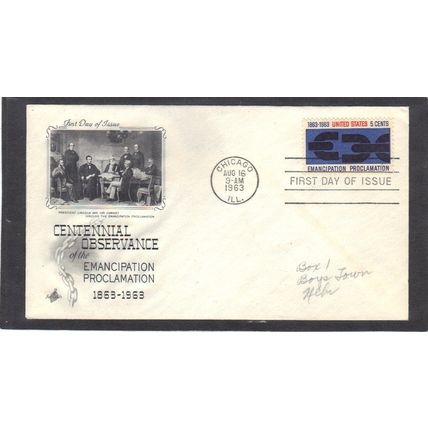 First Day of Issue
PRESIDENT LINCOLN AND HIS CABINET
DISCUSS THE EMANCIPATION PROCLAMATION
CENTENNIAL
OBSERVANCE
of the
EMANCIPATION
PROCLAMATION
1863-1963
CHICAGO
AUG 16
9-AM
1963
ILL.
1863-1963 UNITED STATES 5 CENTS
EMANCIPATION PROCLAMATION
FIRST DAY OF ISSUE
Box 1
Boys Town
Nebr